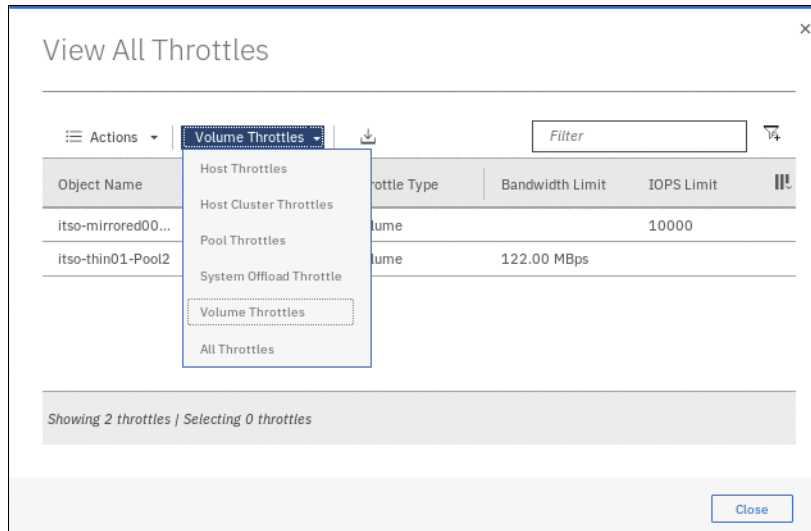 View All Throttles
Actions
Volume Throttles
Filter
Host Throttles
Host Cluster Throttles
Pool Throttles
System Offload Throttle
Volume Throttles
All Throttles
Object Name
rottle Type
Bandwidth Limit
IOPS Limit
itso-mirrored00...
lume
10000
itso-thin01-Pool2
lume
122.00 MBps
Showing 2 throttles | Selecting 0 throttles
Close